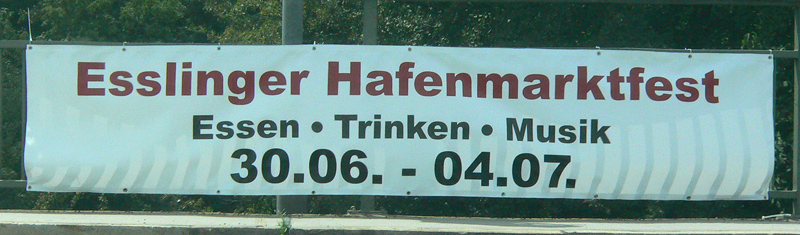 Esslinger Hafenmarktfest
Essen • Trinken • Musik
30.06. - 04.07.